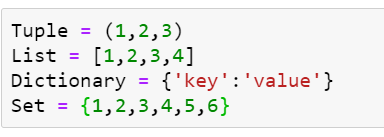 Tuple = (1,2,3)
List = [1,2,3,4]
Dictionary = {'key':'value'}
Set = {1,2,3,4,5,6}